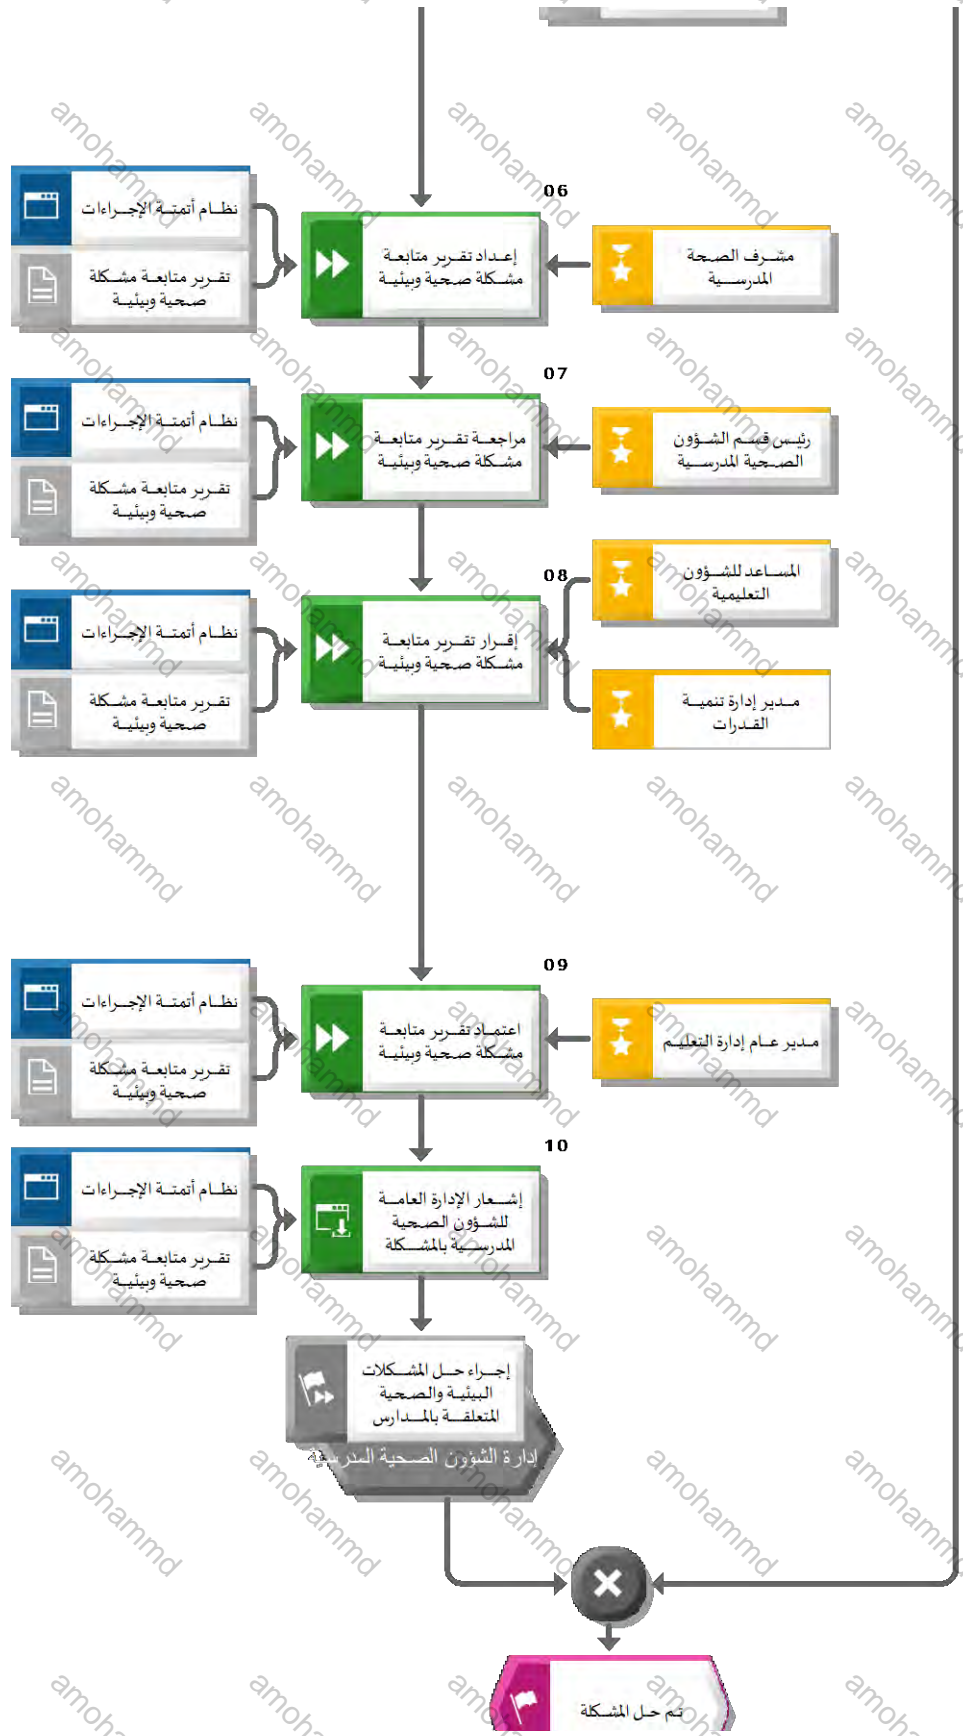 06
مشرف الصحة
المدرسية
إعداد تقرير متابعة
مشكلة صحية وبيئية
نظام أتمتة الإجراءات
تقرير متابعة مشكلة
صحية وبيئية
07
رئيس قسم الشؤون
الصحية المدرسية
مراجعة تقرير متابعة
مشكلة صحية وبيئية
نظام أتمتة الإجراءات
تقرير متابعة مشكلة
صحية وبيئية
08
المساعد للشؤون
التعليمية
مدير إدارة تنمية
القدرات
إقرار تقرير متابعة
مشكلة صحية وبيئية
نظام أتمتة الإجراءات
تقرير متابعة مشكلة
صحية وبيئية
09
مدير عام إدارة التعليم
اعتماد تقرير متابعة
مشكلة صحية وبيئية
نظام أتمتة الإجراءات
تقرير متابعة مشكلة
صحية وبيئية
10
إشعار الإدارة العامة
للشؤون الصحية
المدرسية بالمشكلة
نظام أتمتة الإجراءات
تقرير متابعة مشكلة
صحية وبيئية
إجراء حل المشكلات
البيئية والصحية
المتعلقة بالمدارس
إدارة الشؤون الصحية المدرسية
تم حل المشكلة
amohammd